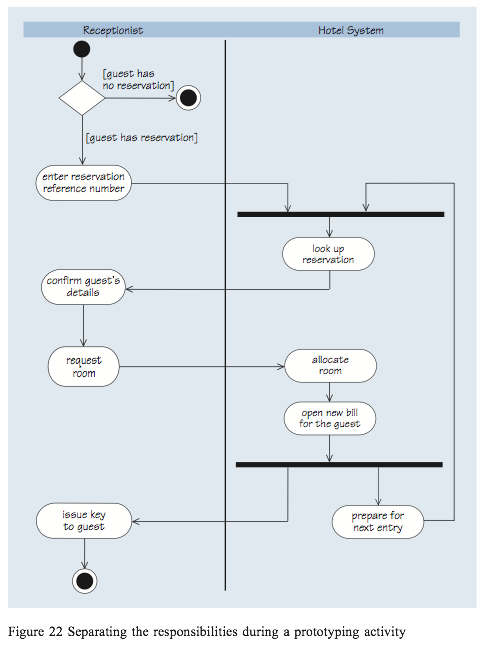 Receptionist
Hotel System
[guest has
no reservation]
[guest has reservation]
enter reservation
reference number
look up
reservation
confirm guest's
details
request
room
allocate
room
open new bill
for the guest
issue key
to guest
prepare for
next entry
Figure 22 Separating the responsibilities during a prototyping activity